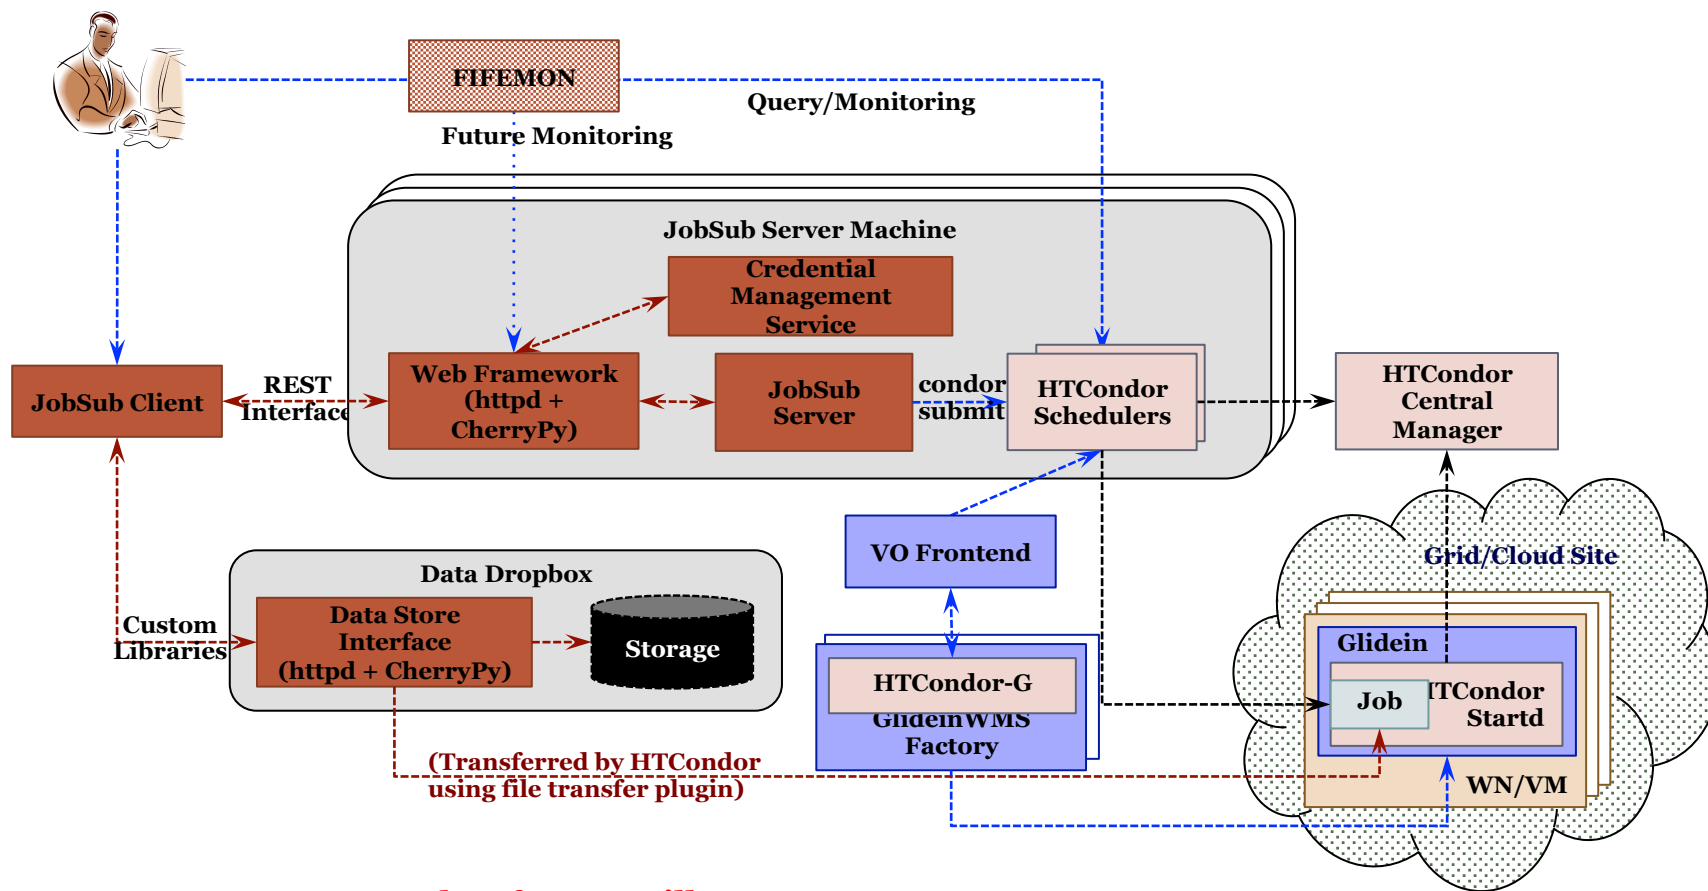 FIFEMON
Query/Monitoring
Future Monitoring
JobSub Server Machine
Credential
Management
Service
JobSub Client
REST
Interface
Web Framework
(httpd +
CherryPy)
JobSub
Server
condor
submit
HTCondor
Schedulers
HTCondor
Central
Manager
VO Frontend
Grid/Cloud Site
Data Dropbox
Custom
Libraries
Data Store
Interface
(httpd + CherryPy)
Storage
HTCondor-G
GlideinWMS
Factory
Glidein
Job
HTCondor
Startd
WN/VM
(Transferred by HTCondor
using file transfer plugin)